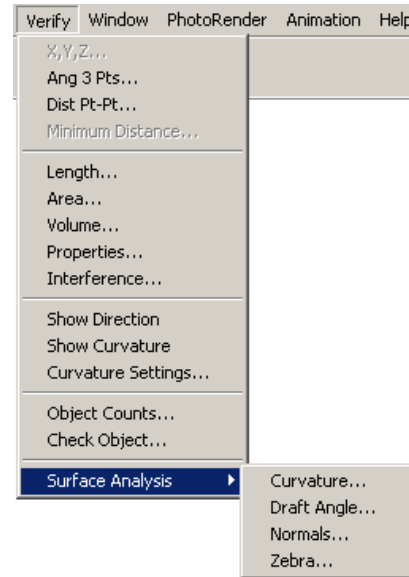 Verify Window PhotoRender Animation Help
X,Y,Z...
Ang 3 Pts...
Dist Pt-Pt...
Minimum Distance...
Length...
Area...
Volume...
Properties...
Interference...
Show Direction
Show Curvature
Curvature Settings...
Object Counts...
Check Object...
Surface Analysis
Curvature...
Draft Angle...
Normals...
Zebra...